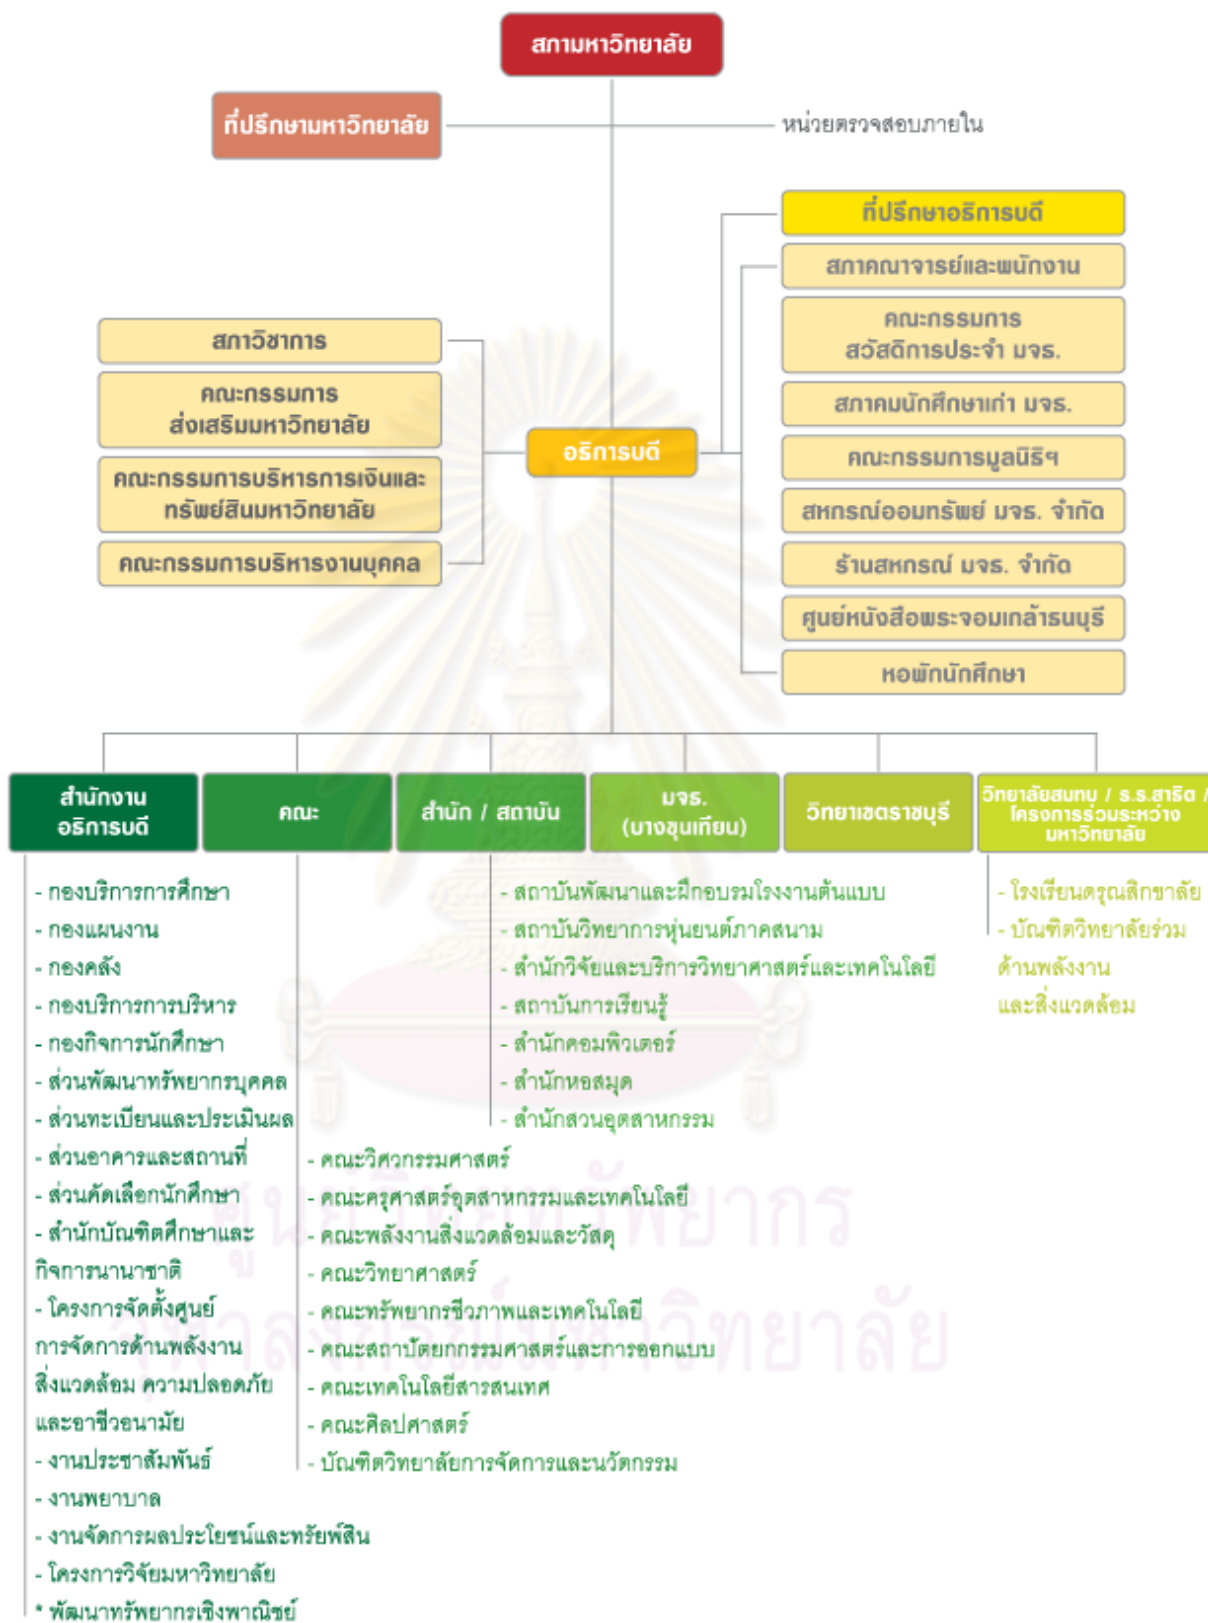 สภามหาวิทยาลัย
ที่ปรึกษามหาวิทยาลัย
หน่วยตรวจสอบภายใน
ที่ปรึกษาอธิการบดี
สภาคณาจารย์และพนักงาน
คณะกรรมการ
สวัสดิการประจำ มจธ.
สภาคมนักศึกษาเก่า มจธ.
คณะกรรมการมูลนิธิฯ
สหกรณ์ออมทรัพย์ มจธ. จำกัด
ร้านสหกรณ์ มจธ. จำกัด
ศูนย์หนังสือพระจอมเกล้าธนบุรี
หอพักนักศึกษา
สภาวิชาการ
คณะกรรมการ
ส่งเสริมมหาวิทยาลัย
คณะกรรมการบริหารการเงินและ
ทรัพย์สินมหาวิทยาลัย
คณะกรรมการบริหารงานบุคคล
อธิการบดี
สำนักงาน
อธิการบดี
คณะ
สำนัก / สถาบัน
มจธ.
(บางขุนเทียน)
วิทยาเขตราชบุรี
วิทยาลัยสมทบ / ร.ร.สาธิต /
โครงการร่วมระหว่าง
มหาวิทยาลัย
- กองบริการการศึกษา
- กองแผนงาน
- กองคลัง
- กองบริการการบริหาร
- กองกิจการนักศึกษา
- ส่วนพัฒนาทรัพยากรบุคคล
- ส่วนทะเบียนและประเมินผล
- ส่วนอาคารและสถานที่
- ส่วนคัดเลือกนักศึกษา
- สำนักบัณฑิตศึกษาและ
กิจการนานาชาติ
- โครงการจัดตั้งศูนย์
การจัดการด้านพลังงาน
สิ่งแวดล้อม ความปลอดภัย
และอาชีวอนามัย
- งานประชาสัมพันธ์
- งานพยาบาล
- งานจัดการผลประโยชน์และทรัยพ์สิน
- โครงการวิจัยมหาวิทยาลัย
* พัฒนาทรัพยากรเชิงพาณิชย์
- คณะวิศวกรรมศาสตร์
- คณะครุศาสตร์อุตสาหกรรมและเทคโนโลยี
- คณะพลังงานสิ่งแวดล้อมและวัสดุ
- คณะวิทยาศาสตร์
- คณะทรัพยากรชีวภาพและเทคโนโลยี
- คณะสถาปัตยกกรรมศาสตร์และการออกแบบ
- คณะเทคโนโลยีสารสนเทศ
- คณะศิลปศาสตร์
- บัณฑิตวิทยาลัยการจัดการและนวัตกรรม
- สถาบันพัฒนาและฝึกอบรมโรงงานต้นแบบ
- สถาบันวิทยาการหุ่นยนต์ภาคสนาม
- สำนักวิจัยและบริการวิทยาศาสตร์และเทคโนโลยี
- สถาบันการเรียนรู้
- สำนักคอมพิวเตอร์
- สำนักหอสมุด
- สำนักสวนอุตสาหกรรม
- โรงเรียนดรุณสิกขาลัย
- บัณฑิตวิทยาลัยร่วม
ด้านพลังงาน
และสิ่งแวดล้อม
ศูนย์วิทยทรัพยากร
จุฬาลงกรณ์มหาวิทยาลัย